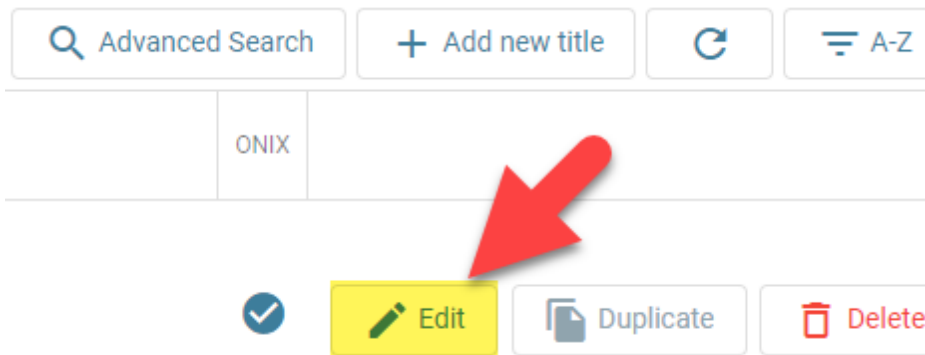 Advanced Search + Add new title A-Z
ONIX
Edit Duplicate Delete